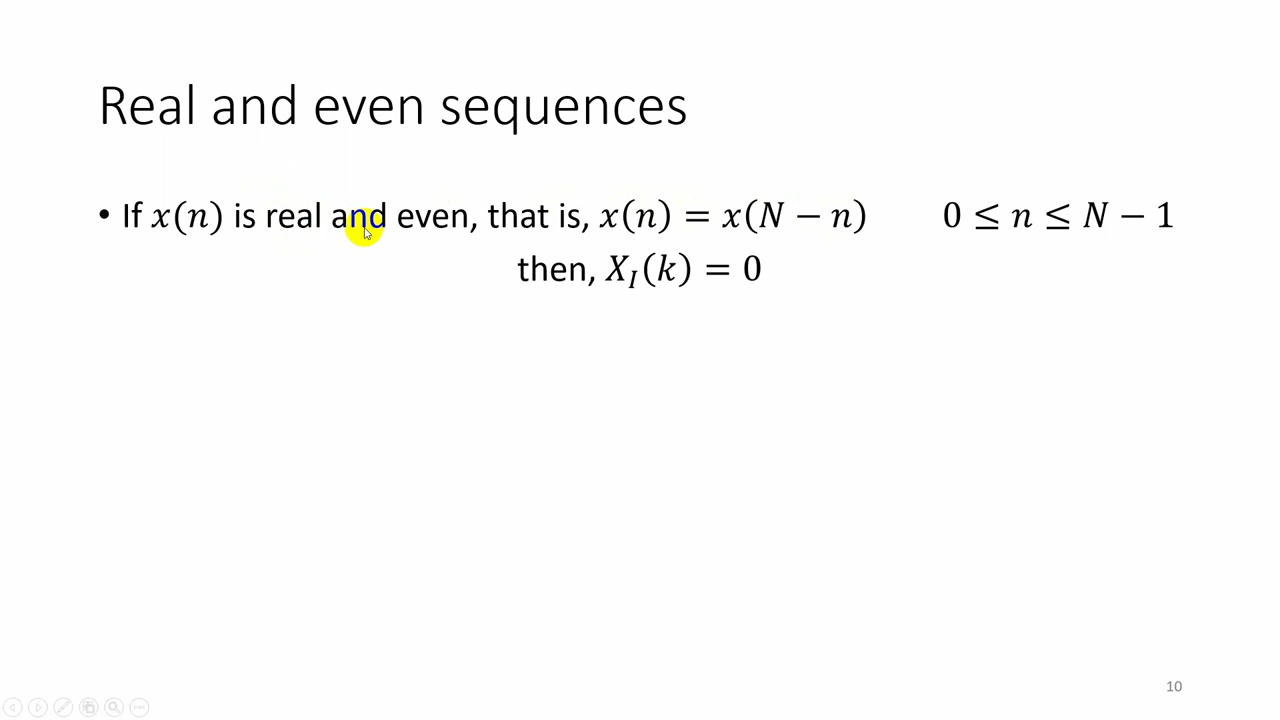 Real and even sequences
• If x(n) is real and even, that is, x(n) = x(N − n) 0 ≤ n ≤ N − 1
then, X_I(k) = 0
10